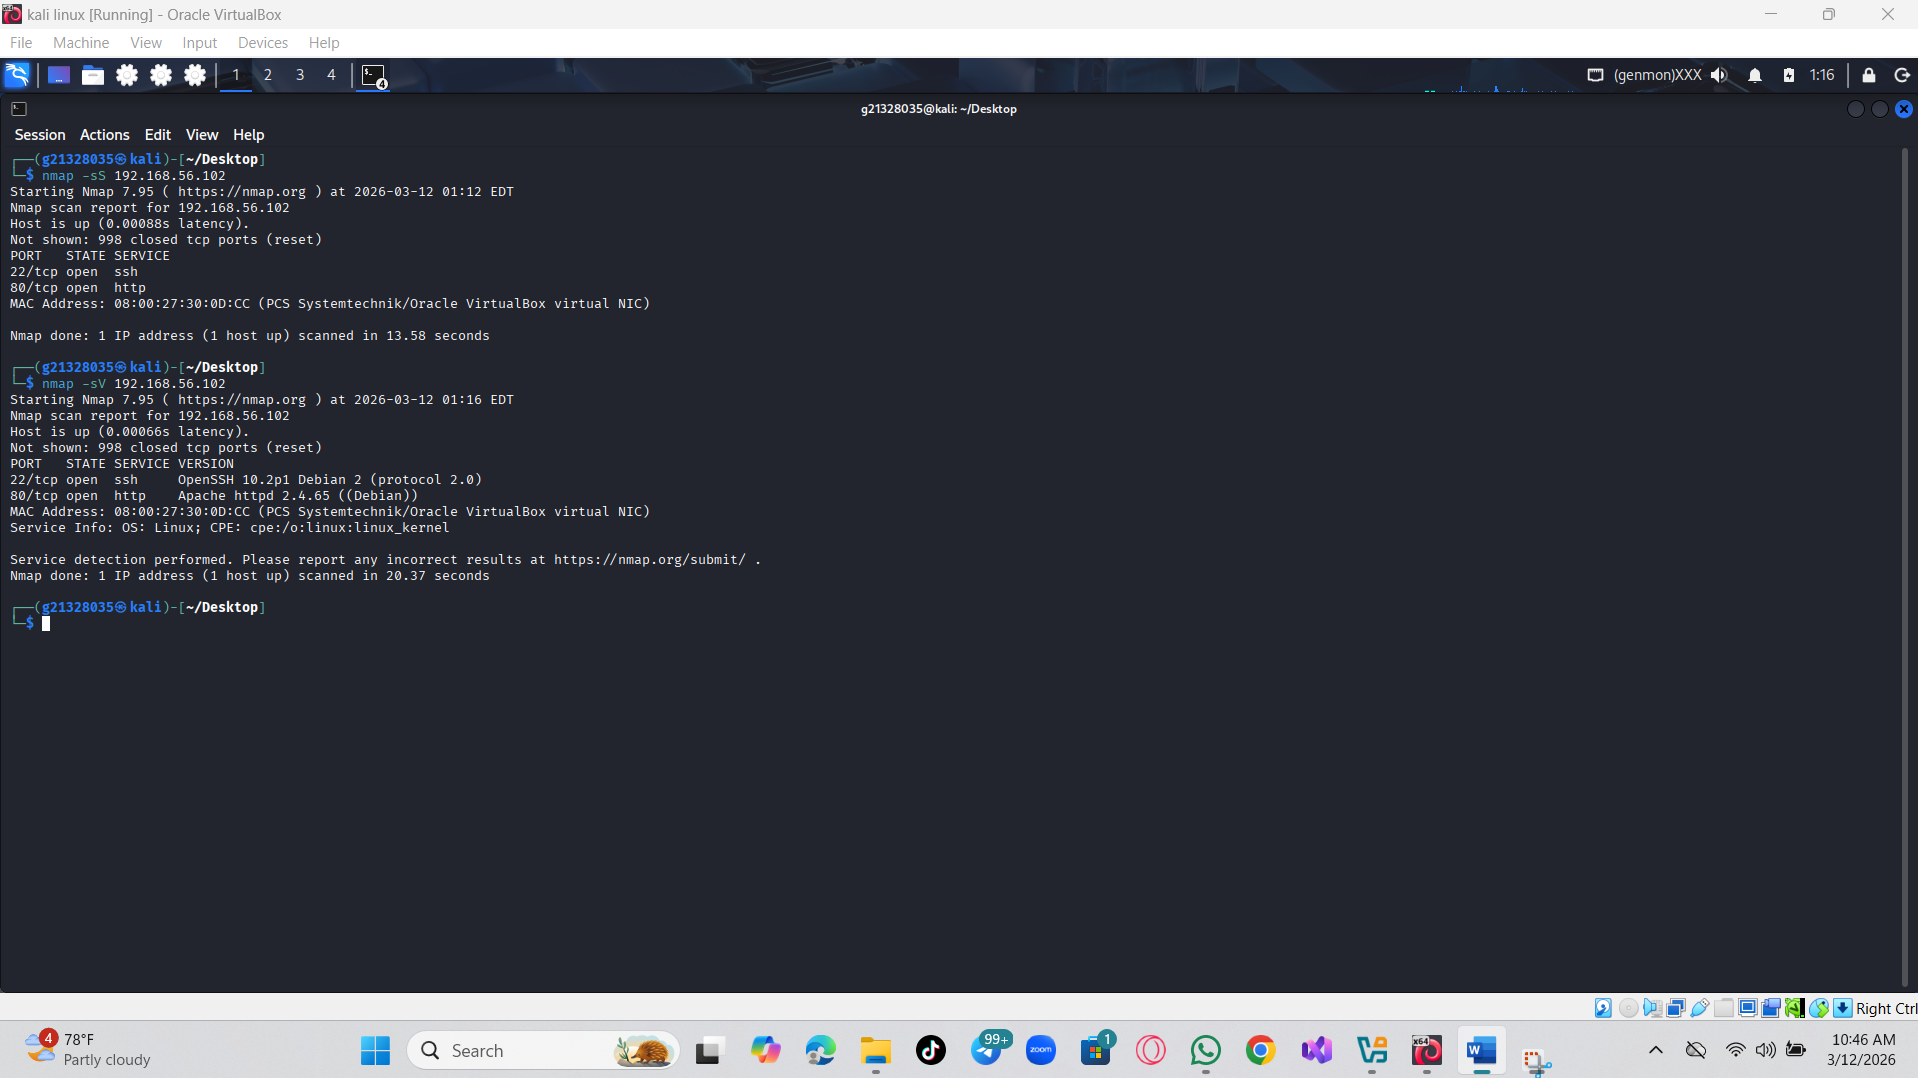 kali linux [Running] - Oracle VirtualBox
File Machine View Input Devices Help
1 2 3 4 4 (genmon)XXX 1:16
g21328035@kali: ~/Desktop
Session Actions Edit View Help
┌──(g21328035㉿kali)-[~/Desktop]
└─$ nmap -sS 192.168.56.102
Starting Nmap 7.95 ( https://nmap.org ) at 2026-03-12 01:12 EDT
Nmap scan report for 192.168.56.102
Host is up (0.00088s latency).
Not shown: 998 closed tcp ports (reset)
PORT   STATE SERVICE
22/tcp open  ssh
80/tcp open  http
MAC Address: 08:00:27:30:0D:CC (PCS Systemtechnik/Oracle VirtualBox virtual NIC)
Nmap done: 1 IP address (1 host up) scanned in 13.58 seconds
┌──(g21328035㉿kali)-[~/Desktop]
└─$ nmap -sV 192.168.56.102
Starting Nmap 7.95 ( https://nmap.org ) at 2026-03-12 01:16 EDT
Nmap scan report for 192.168.56.102
Host is up (0.00066s latency).
Not shown: 998 closed tcp ports (reset)
PORT   STATE SERVICE VERSION
22/tcp open  ssh     OpenSSH 10.2p1 Debian 2 (protocol 2.0)
80/tcp open  http    Apache httpd 2.4.65 ((Debian))
MAC Address: 08:00:27:30:0D:CC (PCS Systemtechnik/Oracle VirtualBox virtual NIC)
Service Info: OS: Linux; CPE: cpe:/o:linux:linux_kernel
Service detection performed. Please report any incorrect results at https://nmap.org/submit/ .
Nmap done: 1 IP address (1 host up) scanned in 20.37 seconds
┌──(g21328035㉿kali)-[~/Desktop]
└─$
Right Ctrl
4 78°F
Partly cloudy
Search
99+
zoom
1
X64
W
10:46 AM
3/12/2026